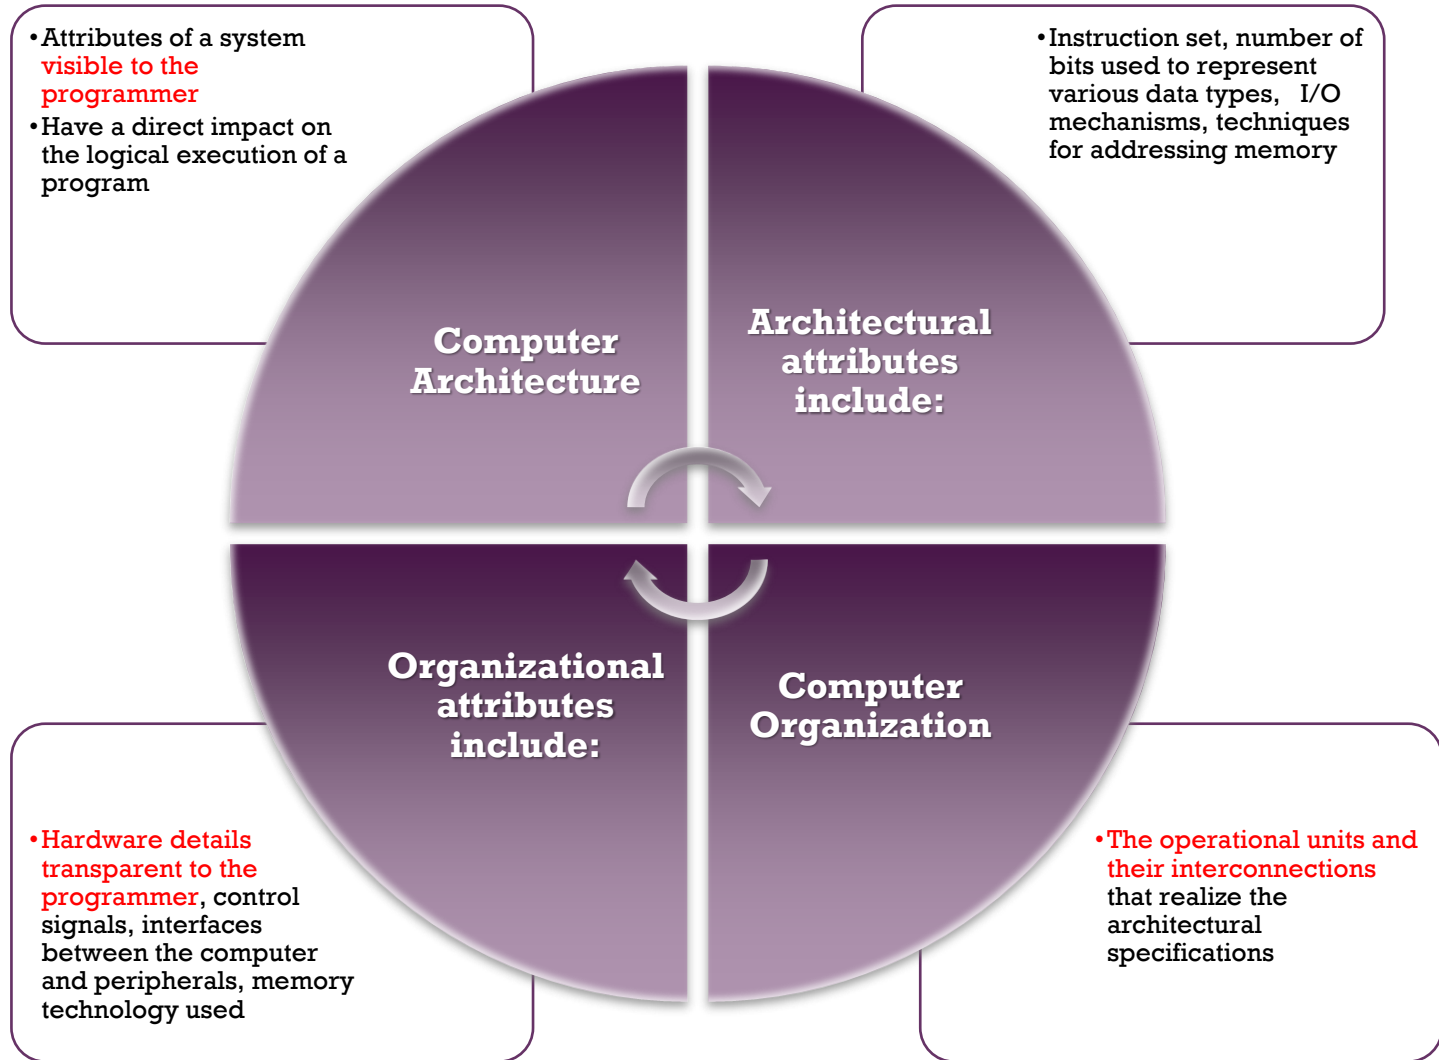 •Attributes of a system
visible to the
programmer
•Have a direct impact on
the logical execution of a
program
•Instruction set, number of
bits used to represent
various data types, I/O
mechanisms, techniques
for addressing memory
Computer
Architecture
Architectural
attributes
include:
Organizational
attributes
include:
Computer
Organization
•Hardware details
transparent to the
programmer, control
signals, interfaces
between the computer
and peripherals, memory
technology used
•The operational units and
their interconnections
that realize the
architectural
specifications